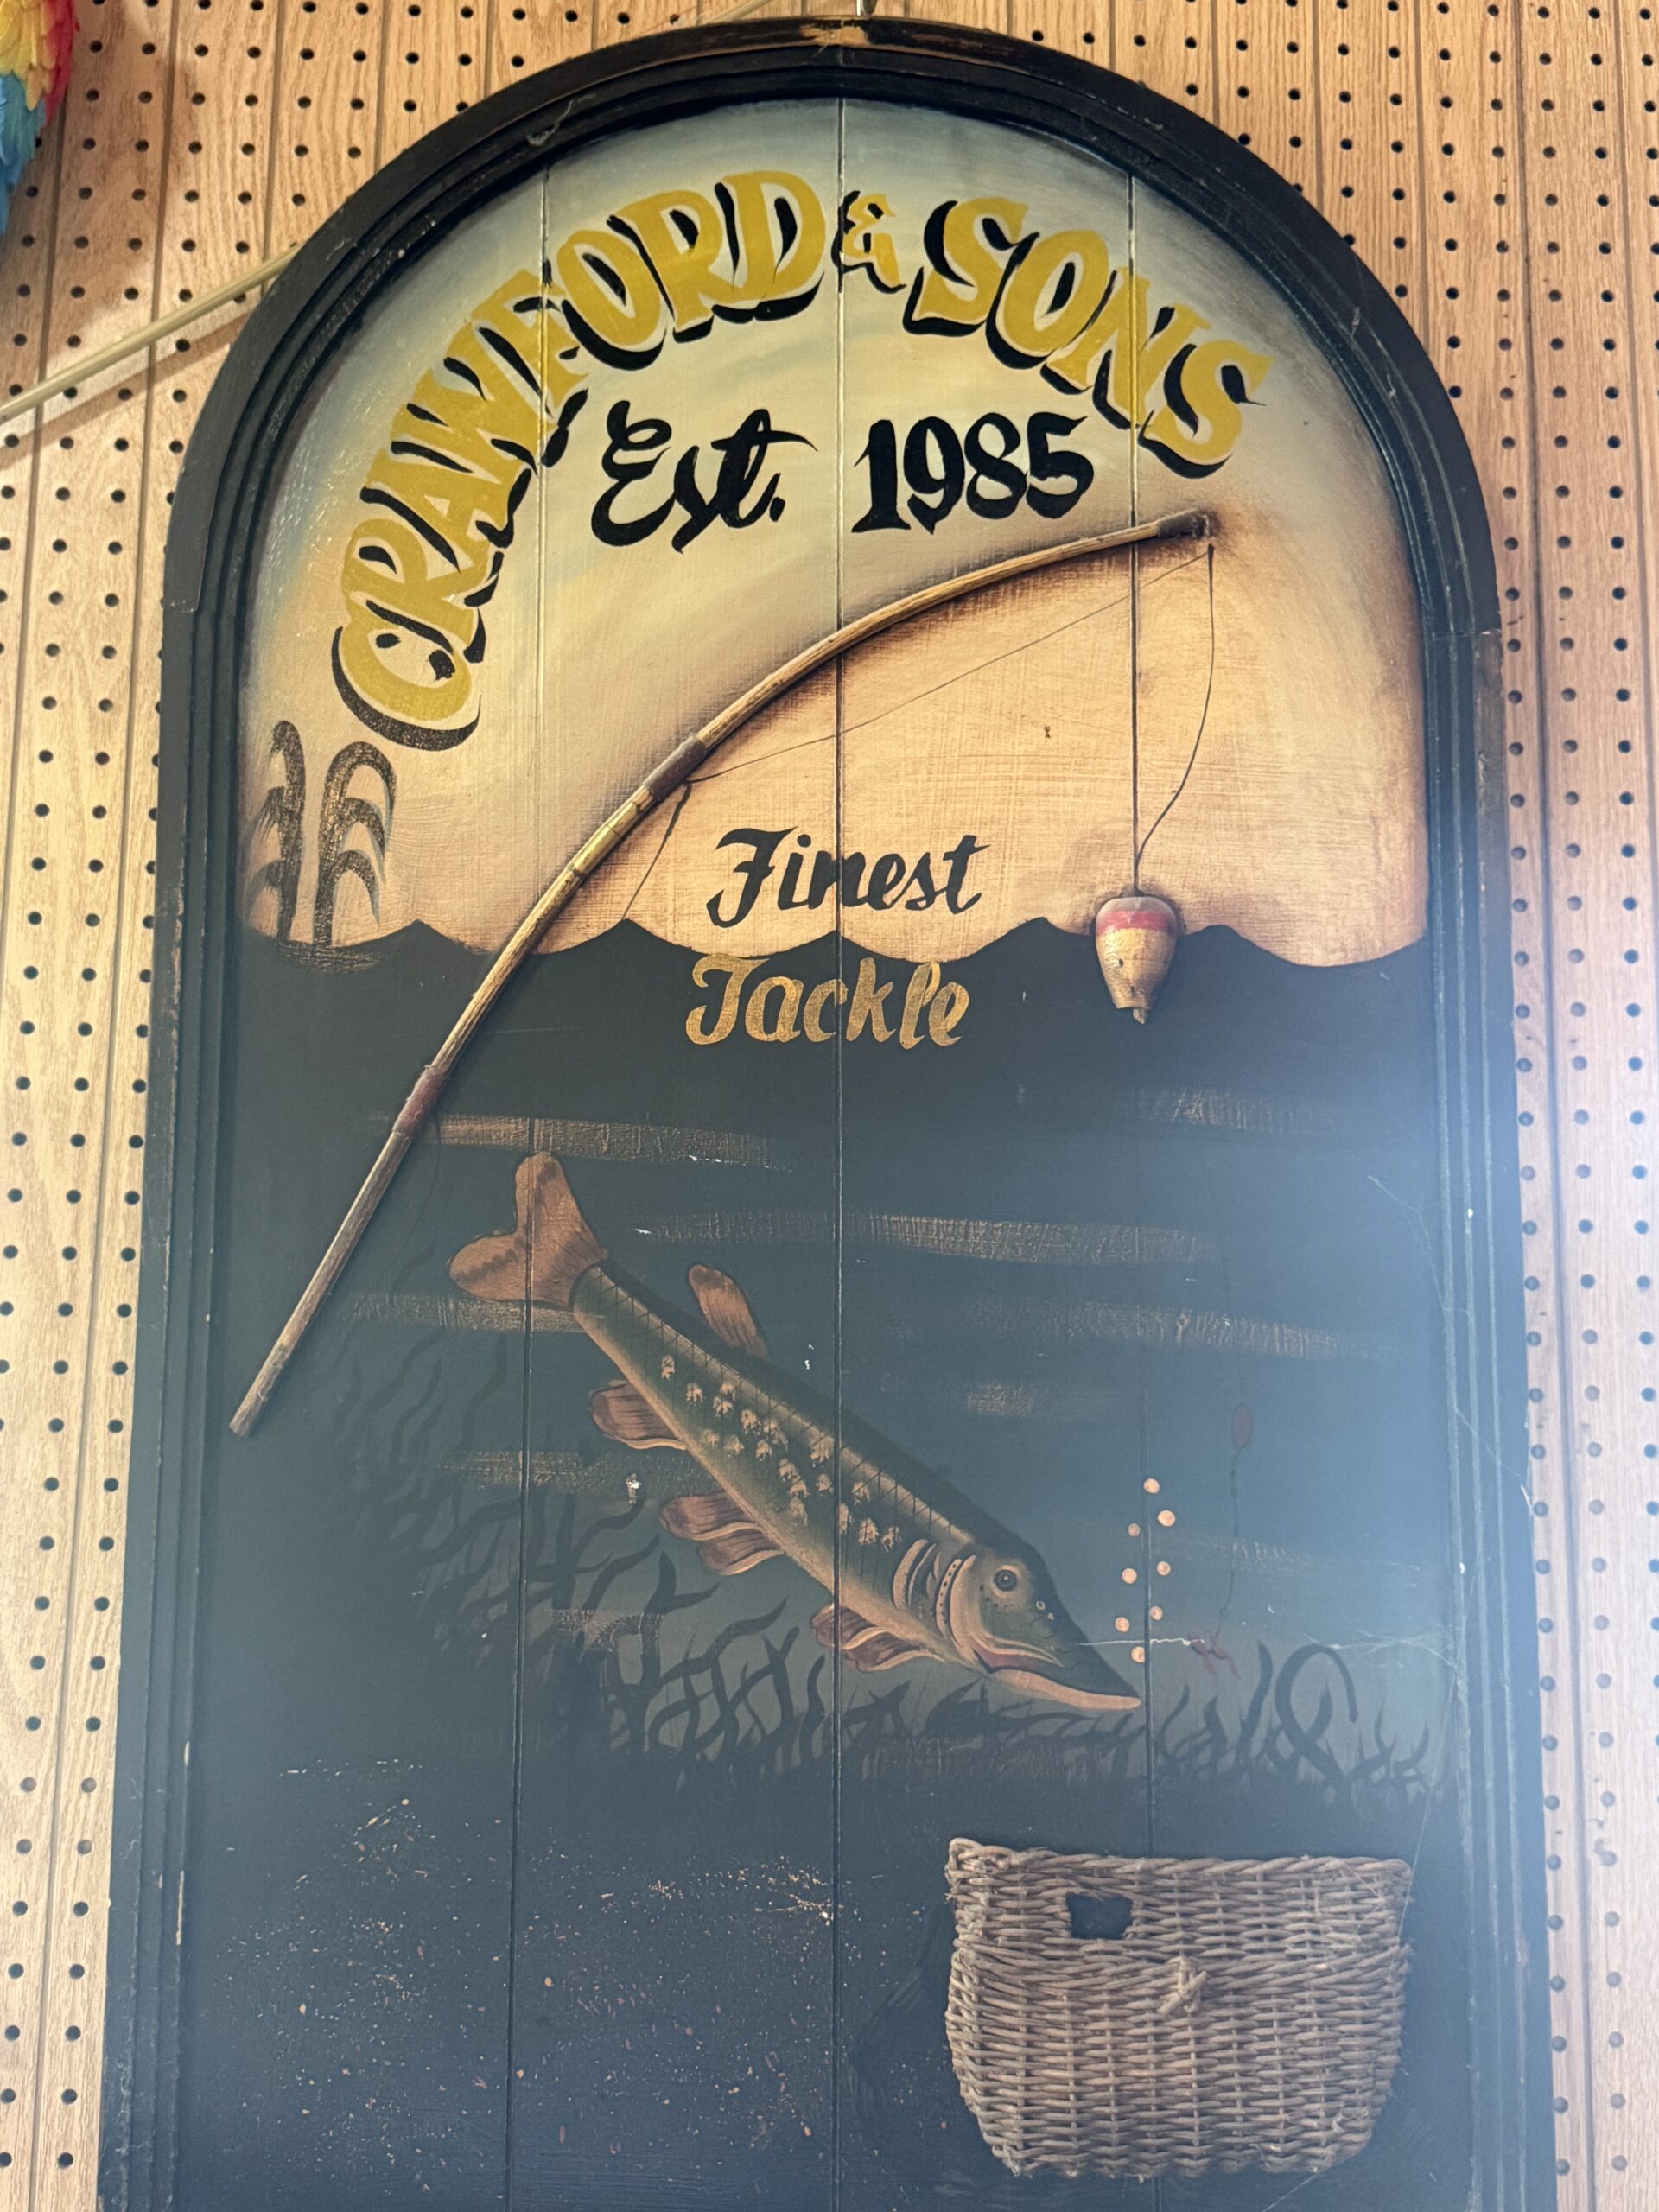 CRAWFORD & SONS
Est. 1985
Finest
Tackle